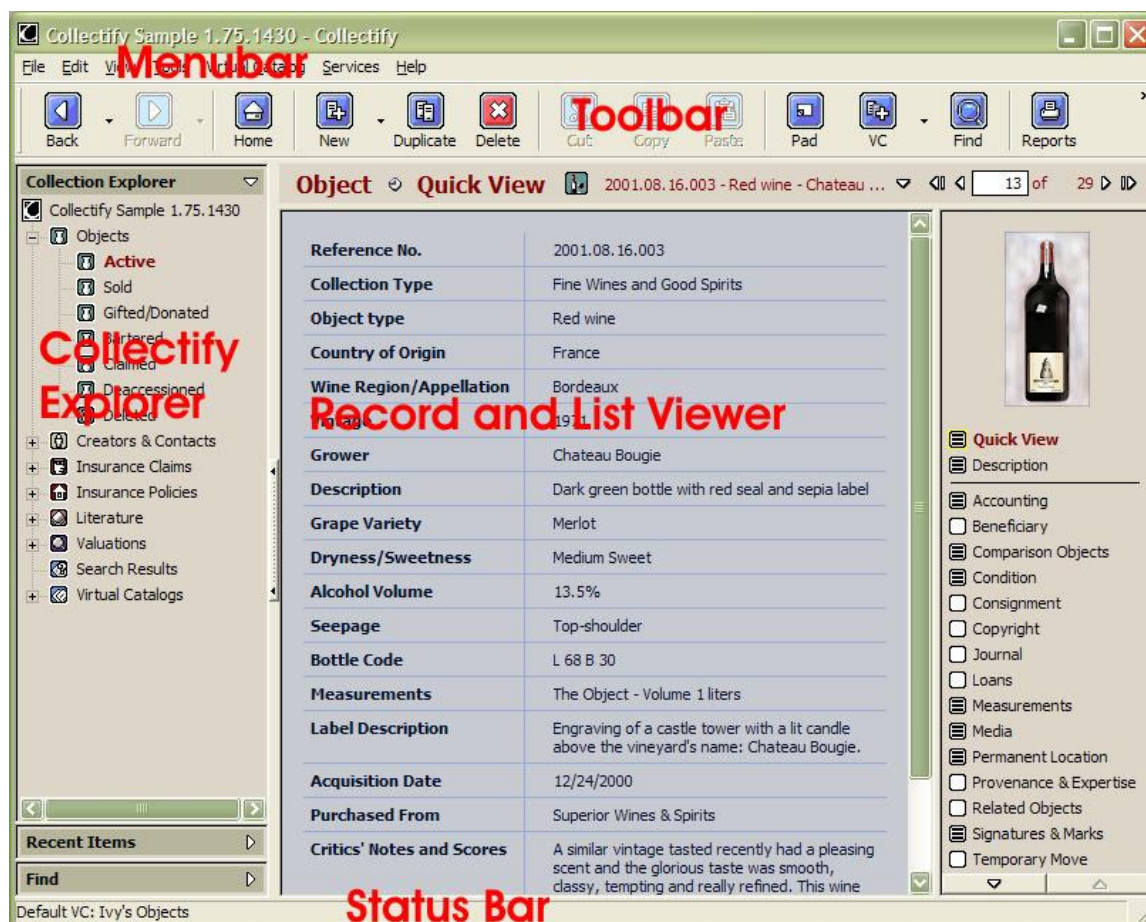 Collectify Sample 1.75.1430 - Collectify
File Edit View Tools Virtual Catalog Services Help
Menubar
Back Forward Home New Duplicate Delete Cut Copy Paste Pad VC Find Reports
Toolbar
Collection Explorer
Collectify Sample 1.75.1430
Objects
Active
Sold
Gifted/Donated
Bartered
Claimed
Deaccessioned
Deleted
Creators & Contacts
Insurance Claims
Insurance Policies
Literature
Valuations
Search Results
Virtual Catalogs
Collectify
Explorer
Recent Items
Find
Object Quick View 2001.08.16.003 - Red wine - Chateau ... 13 of 29
Reference No. 2001.08.16.003
Collection Type Fine Wines and Good Spirits
Object type Red wine
Country of Origin France
Wine Region/Appellation Bordeaux
Record and List Viewer
Vintage 1971
Grower Chateau Bougie
Description Dark green bottle with red seal and sepia label
Grape Variety Merlot
Dryness/Sweetness Medium Sweet
Alcohol Volume 13.5%
Seepage Top-shoulder
Bottle Code L 68 B 30
Measurements The Object - Volume 1 liters
Label Description Engraving of a castle tower with a lit candle
above the vineyard's name: Chateau Bougie.
Acquisition Date 12/24/2000
Purchased From Superior Wines & Spirits
Critics' Notes and Scores A similar vintage tasted recently had a pleasing
scent and the glorious taste was smooth,
classy, tempting and really refined. This wine
Quick View
Description
Accounting
Beneficiary
Comparison Objects
Condition
Consignment
Copyright
Journal
Loans
Measurements
Media
Permanent Location
Provenance & Expertise
Related Objects
Signatures & Marks
Temporary Move
Default VC: Ivy's Objects
Status Bar